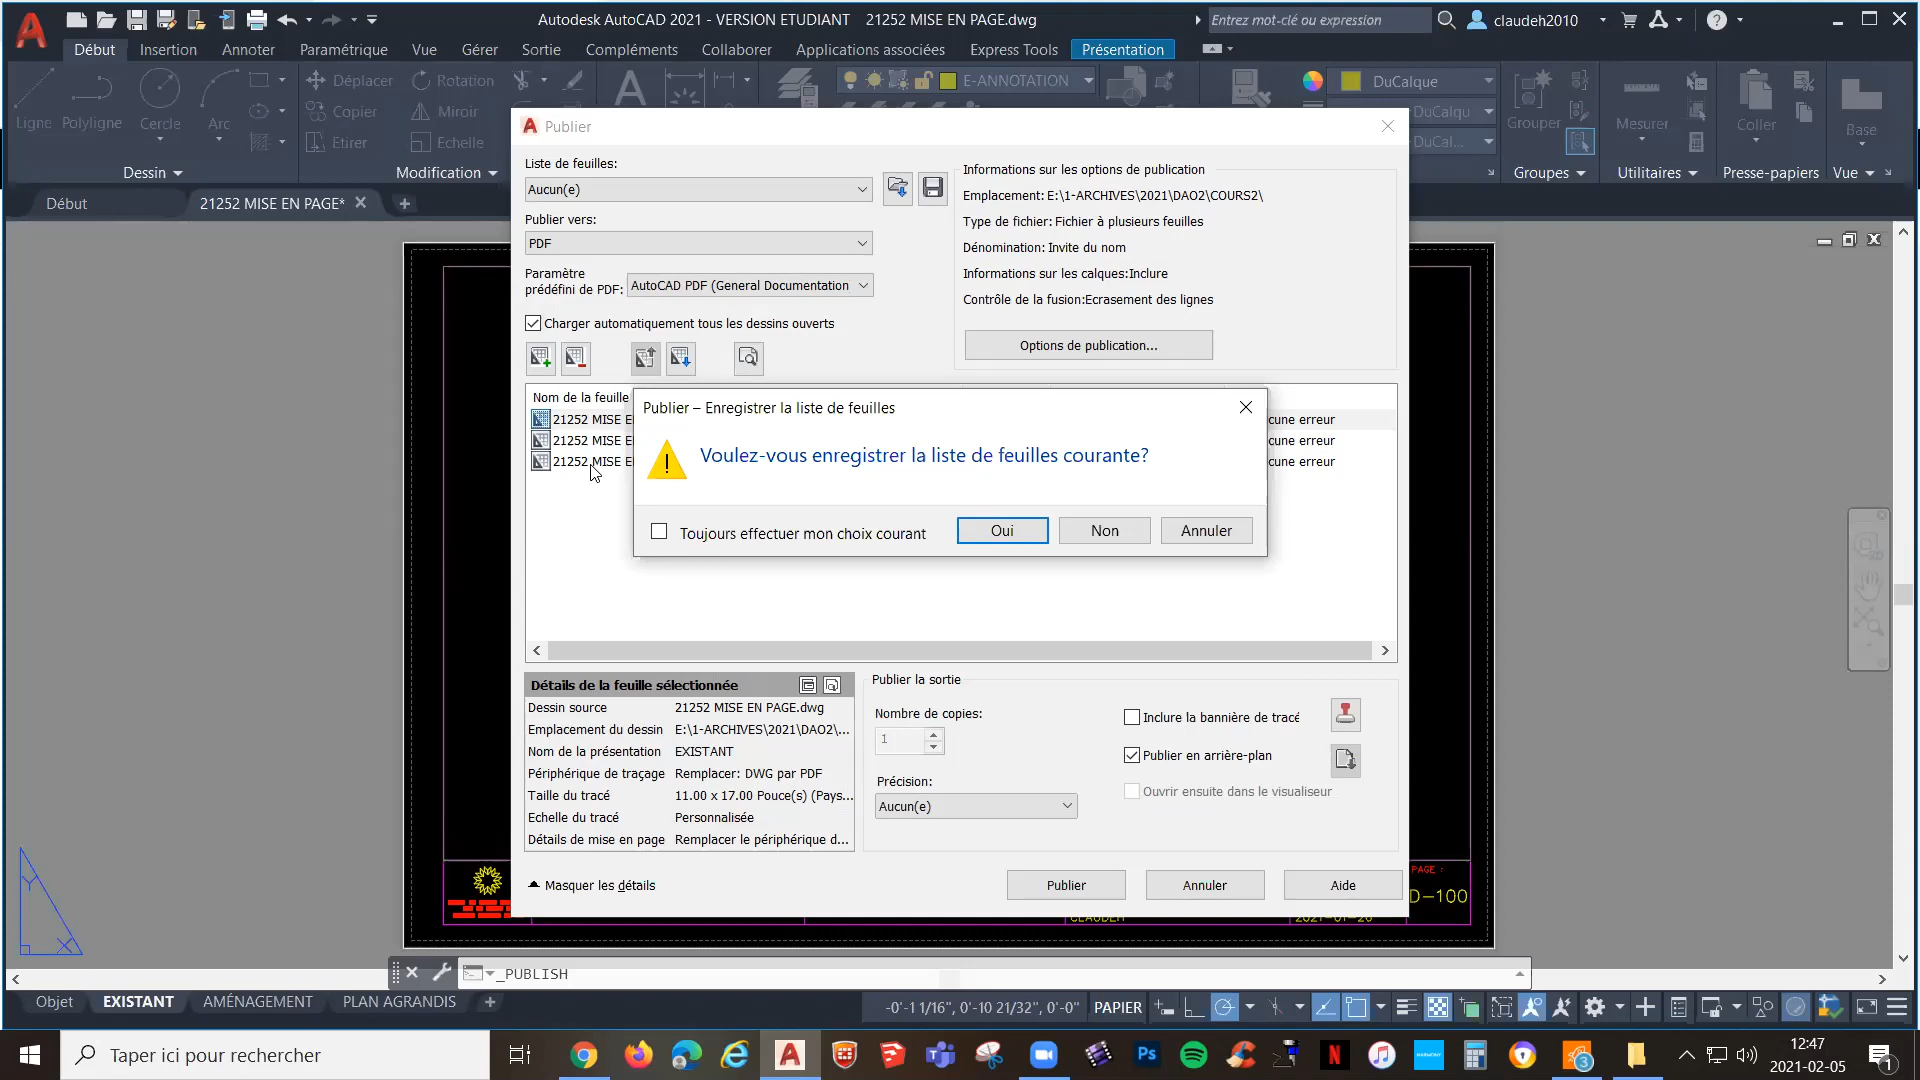 Autodesk AutoCAD 2021 - VERSION ETUDIANT 21252 MISE EN PAGE.dwg
Entrez mot-clé ou expression
claudeh2010
Début Insertion Annoter Paramétrique Vue Gérer Sortie Compléments Collaborer Applications associées Express Tools Présentation
Ligne Polyligne Cercle Arc
Déplacer Rotation
Copier Miroir
Etirer Echelle
E-ANNOTATION
DuCalque
DuCalqu
DuCal...
Grouper Mesurer Coller Base
Dessin Modification Groupes Utilitaires Presse-papiers Vue
Début 21252 MISE EN PAGE*
Publier
Liste de feuilles:
Aucun(e)
Publier vers:
PDF
Paramètre
prédéfini de PDF: AutoCAD PDF (General Documentation
Charger automatiquement tous les dessins ouverts
Informations sur les options de publication
Emplacement: E:\1-ARCHIVES\2021\DAO2\COURS2\
Type de fichier: Fichier à plusieurs feuilles
Dénomination: Invite du nom
Informations sur les calques:Inclure
Contrôle de la fusion:Ecrasement des lignes
Options de publication...
Nom de la feuille
21252 MISE E cune erreur
21252 MISE E cune erreur
21252 MISE E cune erreur
Publier – Enregistrer la liste de feuilles
Voulez-vous enregistrer la liste de feuilles courante?
Toujours effectuer mon choix courant
Oui Non Annuler
Détails de la feuille sélectionnée
Dessin source 21252 MISE EN PAGE.dwg
Emplacement du dessin E:\1-ARCHIVES\2021\DAO2\...
Nom de la présentation EXISTANT
Périphérique de traçage Remplacer: DWG par PDF
Taille du tracé 11.00 x 17.00 Pouce(s) (Pays...
Echelle du tracé Personnalisée
Détails de mise en page Remplacer le périphérique d...
Publier la sortie
Nombre de copies:
1
Précision:
Aucun(e)
Inclure la bannière de tracé
Publier en arrière-plan
Ouvrir ensuite dans le visualiseur
Masquer les détails
Publier Annuler Aide
PAGE :
D-100
CLAUDEH 2021-01-20
Y
X
_PUBLISH
Objet EXISTANT AMÉNAGEMENT PLAN AGRANDIS
-0'-1 1/16", 0'-10 21/32", 0'-0" PAPIER
Taper ici pour rechercher
Ps
N
HARMONY
3
12:47
2021-02-05
1